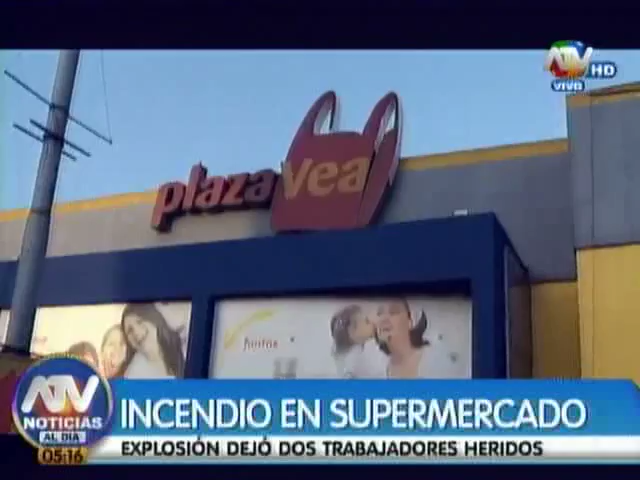 ATV HD
VIVO
plaza vea
Juntos
ATV
NOTICIAS
AL DIA
05:16
INCENDIO EN SUPERMERCADO
EXPLOSIÓN DEJÓ DOS TRABAJADORES HERIDOS